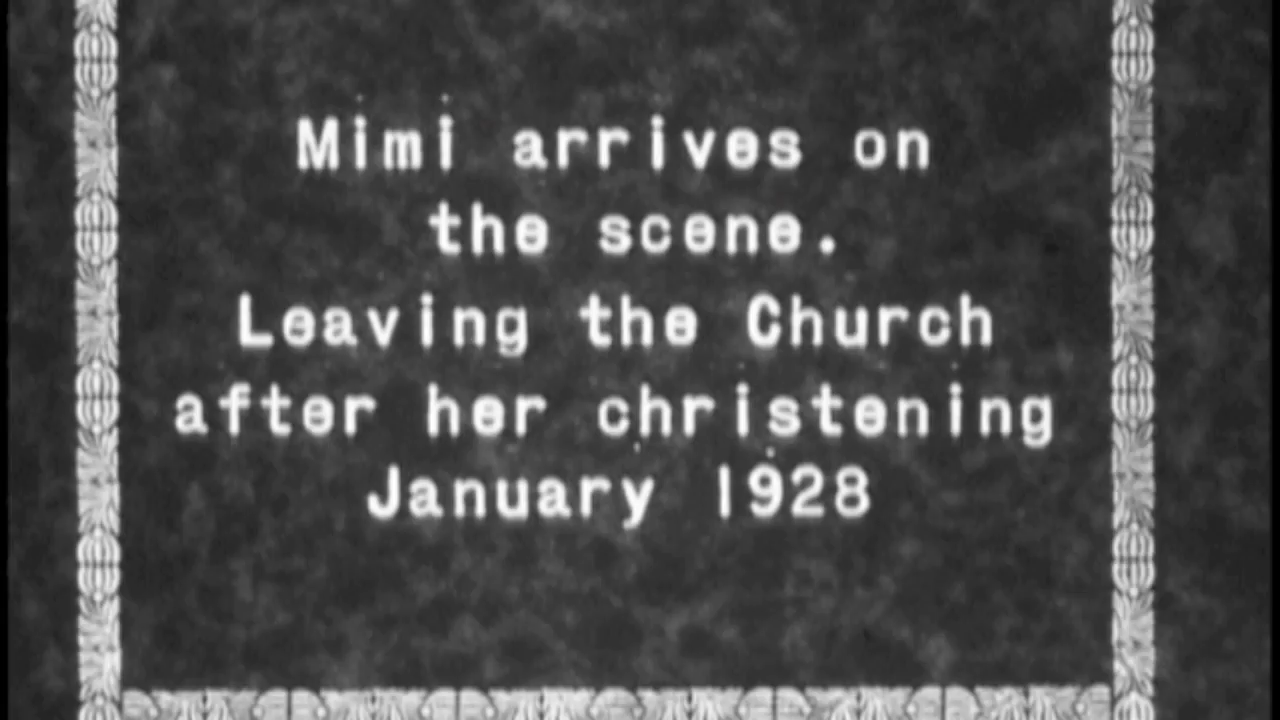 Mimi arrives on
the scene.
Leaving the Church
after her christening
January 1928